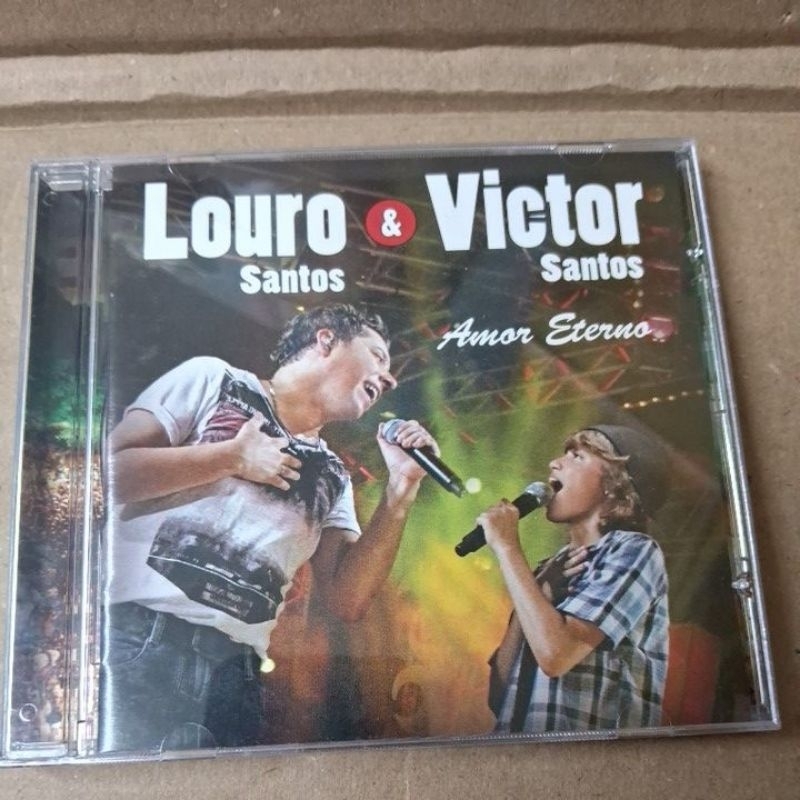 Louro & Victor
Santos Santos
Amor Eterno